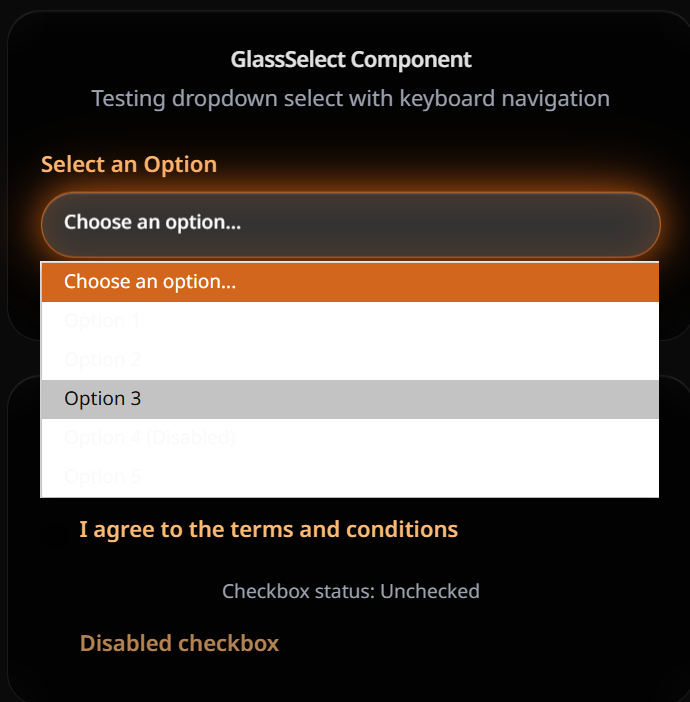 GlassSelect Component
Testing dropdown select with keyboard navigation
Select an Option
Choose an option...
Choose an option...
Option 1
Option 2
Option 3
Option 4 (Disabled)
Option 5
I agree to the terms and conditions
Checkbox status: Unchecked
Disabled checkbox